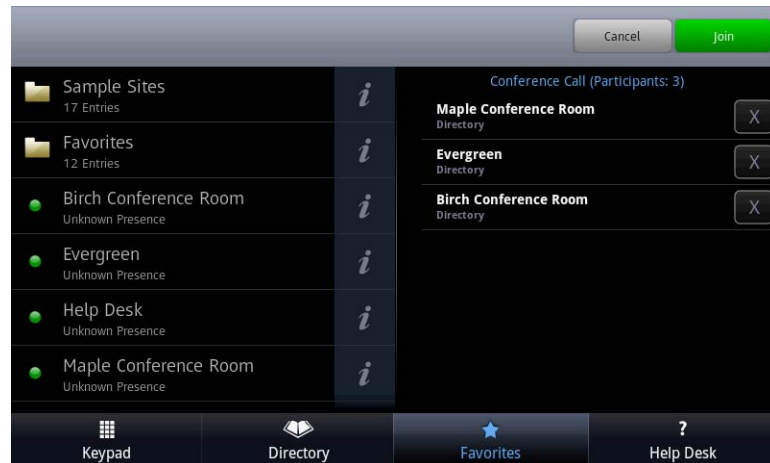 Cancel
Join
Sample Sites
17 Entries
i
Favorites
12 Entries
i
Birch Conference Room
Unknown Presence
i
Evergreen
Unknown Presence
i
Help Desk
Unknown Presence
i
Maple Conference Room
Unknown Presence
i
Conference Call (Participants: 3)
Maple Conference Room
Directory
X
Evergreen
Directory
X
Birch Conference Room
Directory
X
Keypad
Directory
Favorites
?
Help Desk